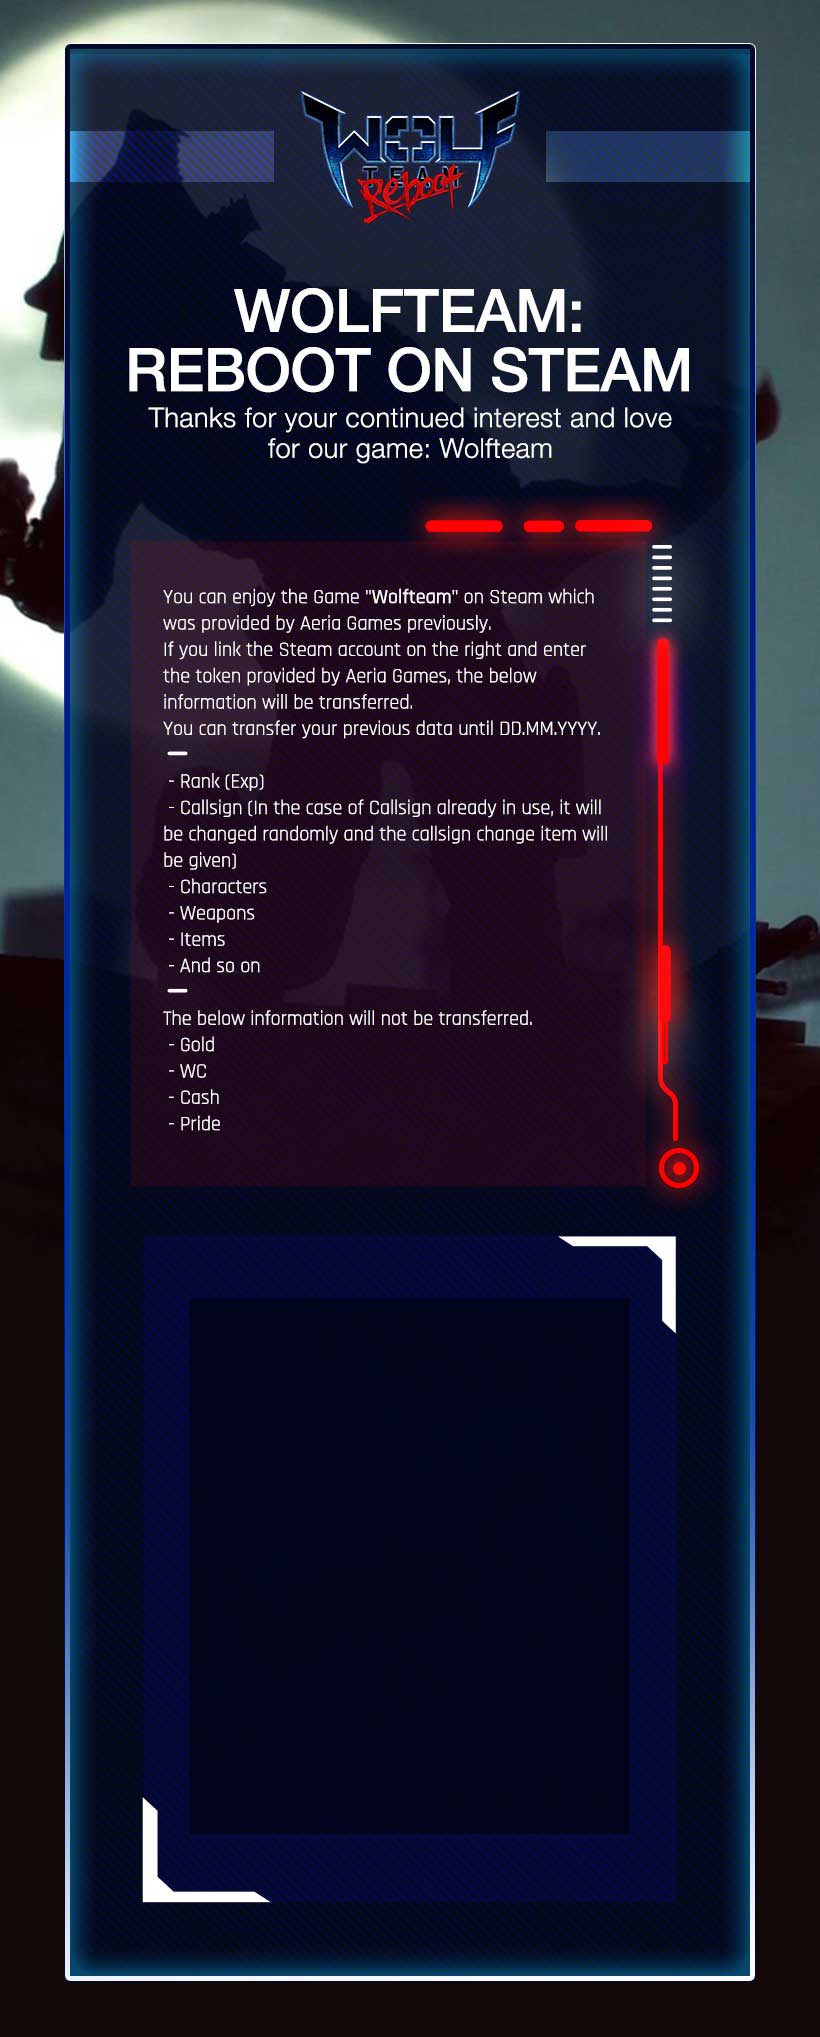 WOLF
TEAM
Reboot
WOLFTEAM:
REBOOT ON STEAM
Thanks for your continued interest and love
for our game: Wolfteam
You can enjoy the Game "Wolfteam" on Steam which
was provided by Aeria Games previously.
If you link the Steam account on the right and enter
the token provided by Aeria Games, the below
information will be transferred.
You can transfer your previous data until DD.MM.YYYY.
- Rank (Exp)
- Callsign (In the case of Callsign already in use, it will
be changed randomly and the callsign change item will
be given)
- Characters
- Weapons
- Items
- And so on
The below information will not be transferred.
- Gold
- WC
- Cash
- Pride